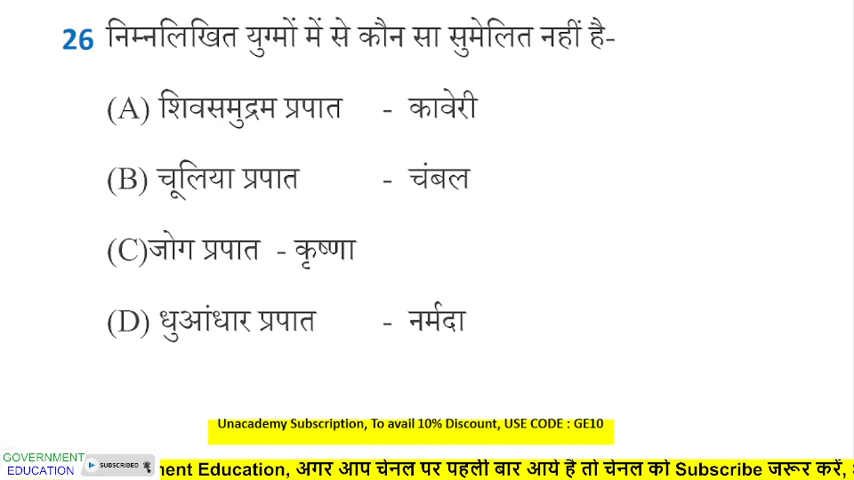 26 निम्नलिखित युग्मों में से कौन सा सुमेलित नहीं है-
(A) शिवसमुद्रम प्रपात - कावेरी
(B) चूलिया प्रपात - चंबल
(C)जोग प्रपात - कृष्णा
(D) धुआंधार प्रपात - नर्मदा
Unacademy Subscription, To avail 10% Discount, USE CODE : GE10
GOVERNMENT
EDUCATION
SUBSCRIBED
ment Education, अगर आप चेनल पर पहली बार आये है तो चेनल को Subscribe जरूर करें,